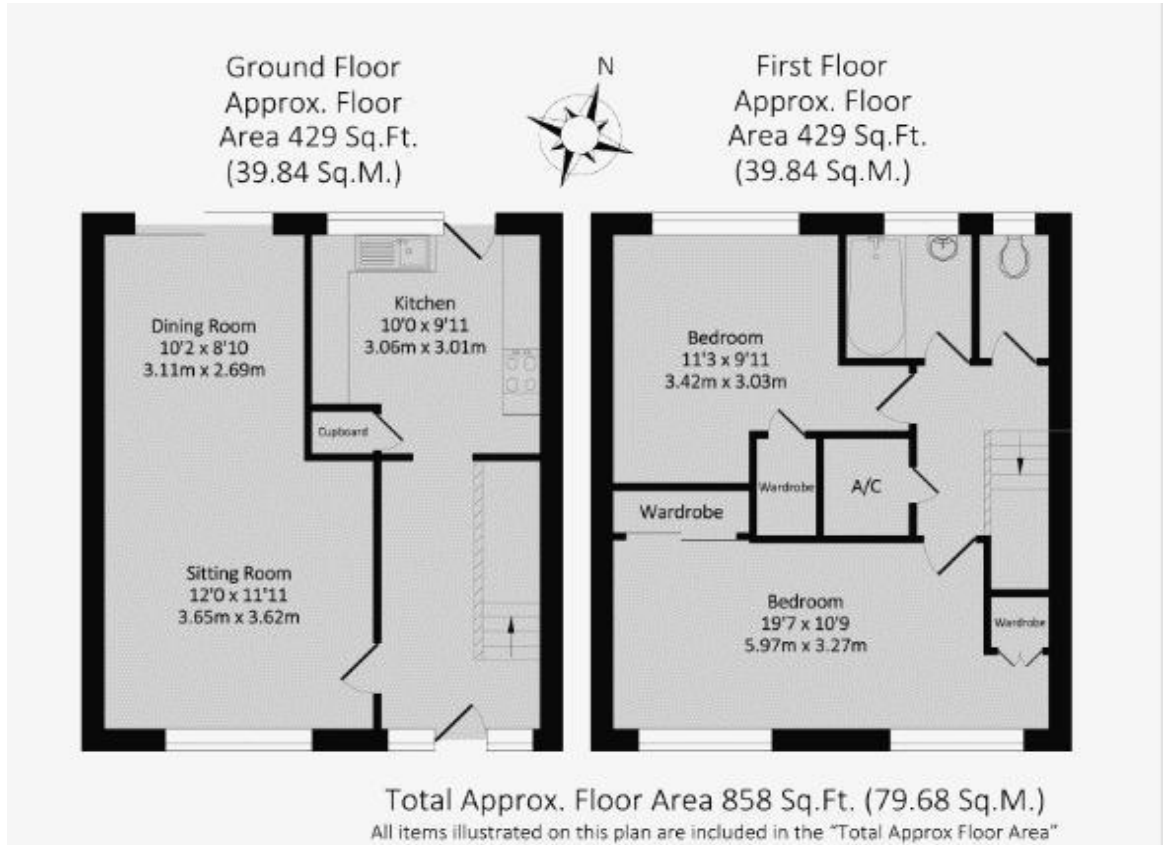 Ground Floor
Approx. Floor
Area 429 Sq.Ft.
(39.84 Sq.M.)
N
First Floor
Approx. Floor
Area 429 Sq.Ft.
(39.84 Sq.M.)
Dining Room
10'2 x 8'10
3.11m x 2.69m
Kitchen
10'0 x 9'11
3.06m x 3.01m
Cupboard
Sitting Room
12'0 x 11'11
3.65m x 3.62m
Bedroom
11'3 x 9'11
3.42m x 3.03m
Wardrobe
A/C
Wardrobe
Bedroom
19'7 x 10'9
5.97m x 3.27m
Wardrobe
Total Approx. Floor Area 858 Sq.Ft. (79.68 Sq.M.)
All items illustrated on this plan are included in the "Total Approx Floor Area"